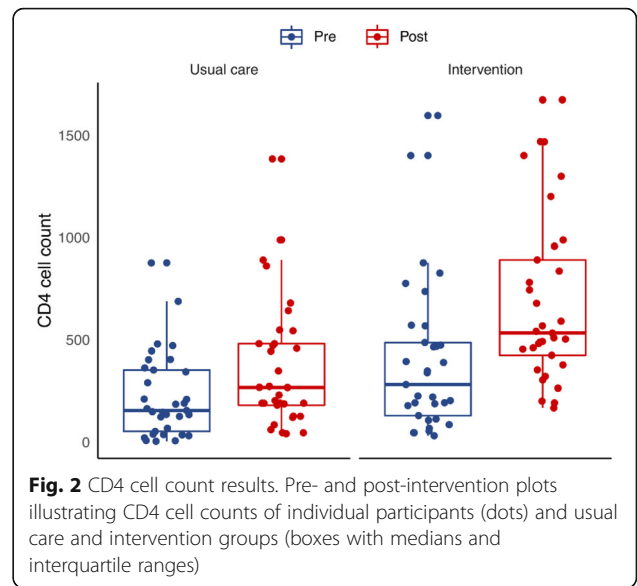 Pre Post
Usual care Intervention
CD4 cell count
1500
1000
500
0
Fig. 2 CD4 cell count results. Pre- and post-intervention plots
illustrating CD4 cell counts of individual participants (dots) and usual
care and intervention groups (boxes with medians and
interquartile ranges)